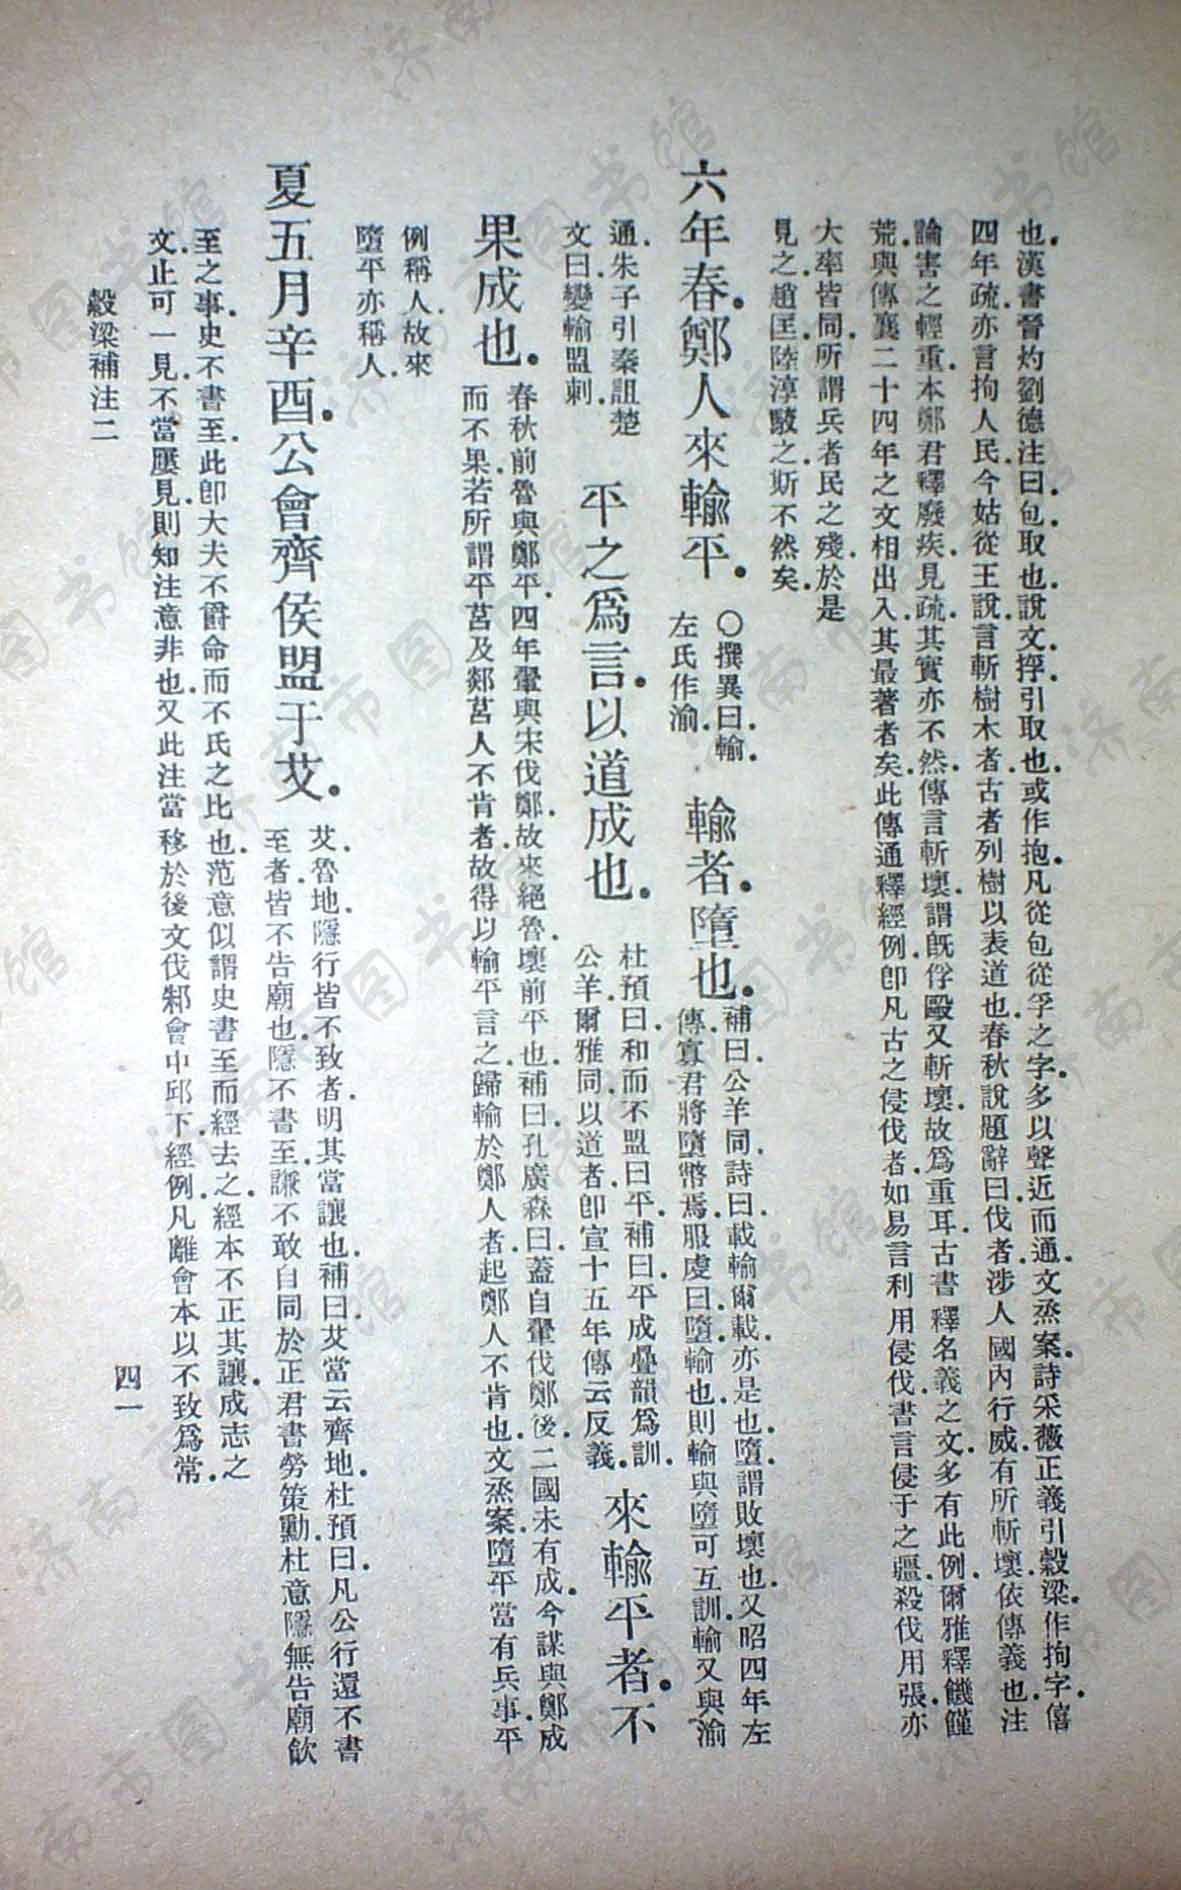 也．漢書晉灼劉德注曰．包．取也．說文．捊．引取也．或作抱．凡從包從孚之字．多以聲近而通．文烝案．詩采薇正義引穀梁作拘字．僖
四年疏．亦言拘人民．今姑從王說．言斬樹木者．古者列樹以表道也．春秋說題辭曰．伐者．涉人國內行威．有所斬壞．依傳義也．注
論害之輕重．本鄭君釋廢疾．見疏．其實亦不然．傳言斬壞．謂既俘毆又斬壞．故為重耳．古書釋名義之文．多有此例．爾雅釋饑饉
荒．與傳襄二十四年之文相出入．其最著者矣．此傳通釋經例．即凡古之侵伐者．如易言利用侵伐．書言侵于之疆．殺伐用張．亦
大率皆同．所謂兵者民之殘．於是
見之．趙匡陸淳駮之．斯不然矣．
六年春．鄭人來輸平．
〇撰異曰．輸．
左氏作渝．
輸者．墮也．
補曰．公羊同．詩曰．載輸爾載．亦是也．墮謂敗壞也．又昭四年左
傳．寡君將墮幣焉．服虔曰．墮．輸也．則輸與墮可互訓．輸又與渝
通．朱子引秦詛楚
文曰．變輸盟刺．
平之為言．以道成也．
杜預曰．和而不盟曰平．補曰．平成疊韻為訓．
公羊．爾雅同．以道者．即宣十五年傳云反義．
來輸平者．不
果成也．
春秋前魯與鄭平．四年翬與宋伐鄭．故來絕魯．壞前平也．補曰．孔廣森曰．蓋自翬伐鄭後．二國未有成．今謀與鄭成
而不果．若所謂平莒及郯．莒人不肯者．故得以輸平言之．歸輸於鄭人者．起鄭人不肯也．文烝案．墮平當有兵事．平
例稱人．故來
墮平亦稱人．
夏五月辛酉．公會齊侯盟于艾．
艾．魯地．隱行皆不致者．明其當讓也．補曰．艾當云齊地．杜預曰．凡公行還不書
至者．皆不告廟也．隱不書至．謙不敢自同於正君書勞策勳．杜意隱無告廟飲
至之事．史不書至．此即大夫不爵命而不氏之比也．范意似謂史書至而經去之．經本不正其讓．成志之
文．止可一見．不當屢見．則知注意非也．又此注當移於後文伐邾會中邱下．經例．凡離會本以不致為常．
穀梁補注二
四一